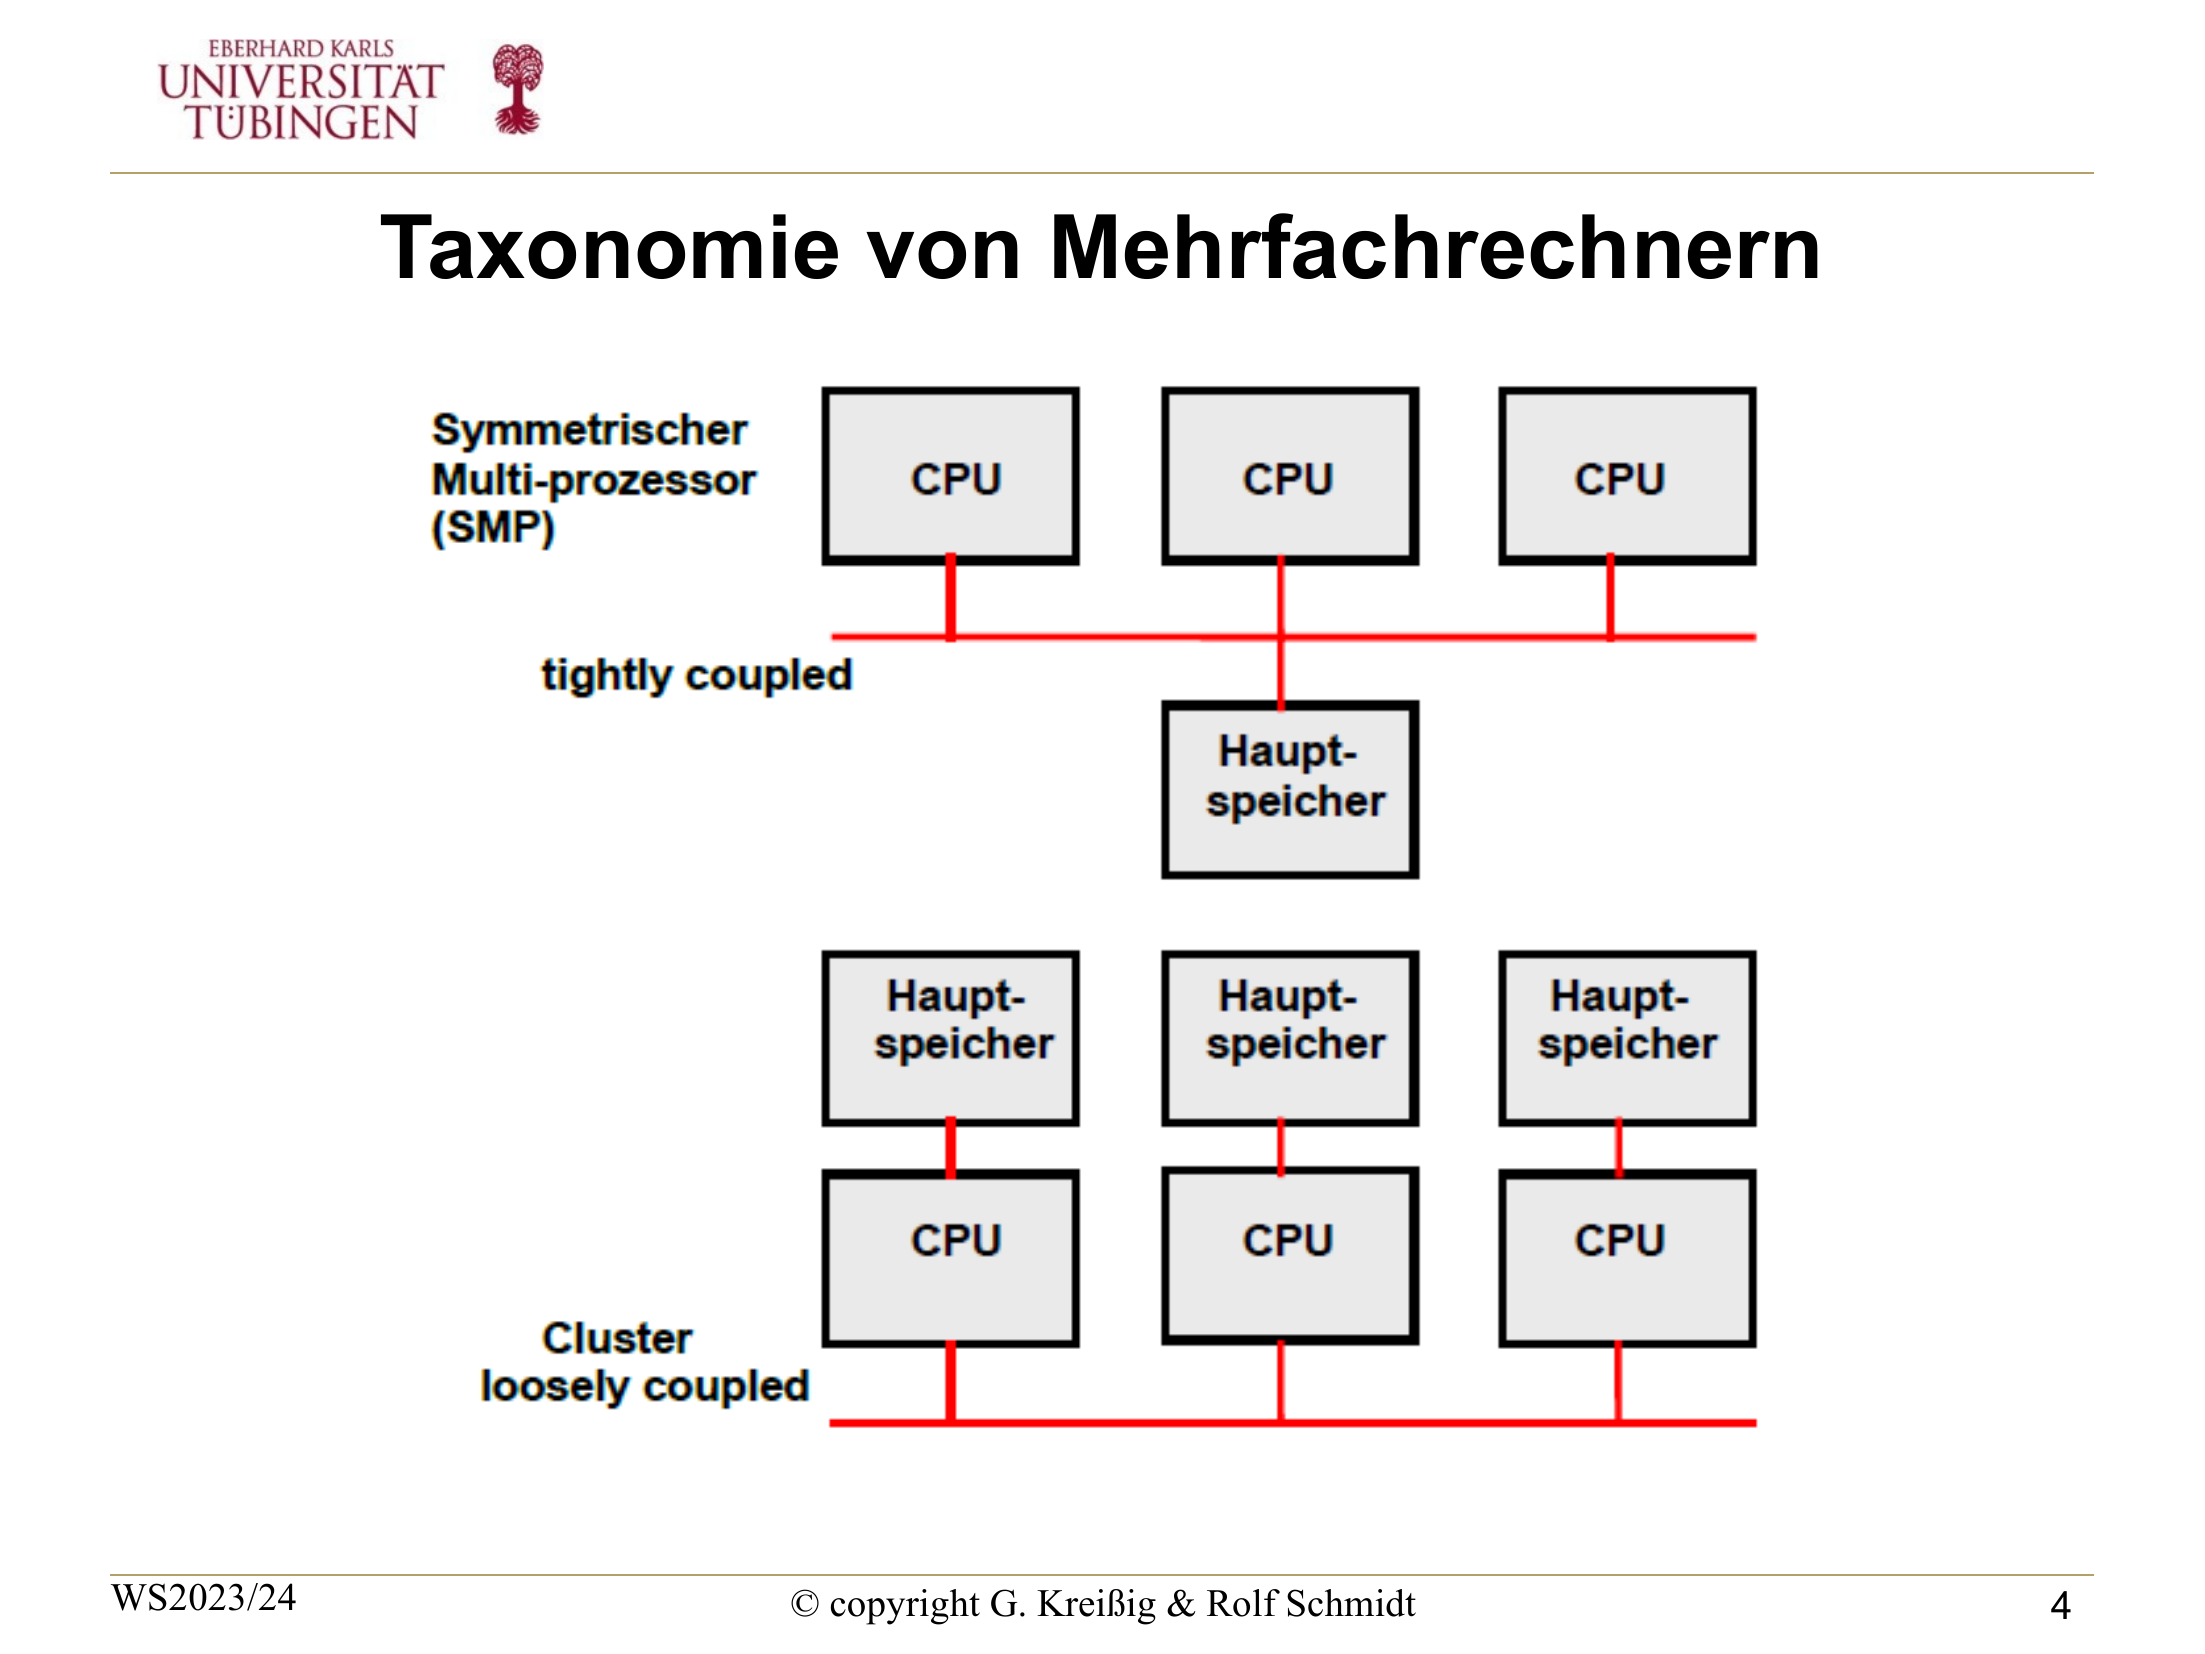 EBERHARD KARLS
UNIVERSITÄT
TÜBINGEN
Taxonomie von Mehrfachrechnern
Symmetrischer
Multi-prozessor
(SMP)
CPU
CPU
CPU
tightly coupled
Haupt-
speicher
Haupt-
speicher
Haupt-
speicher
Haupt-
speicher
CPU
CPU
CPU
Cluster
loosely coupled
WS2023/24
© copyright G. Kreißig & Rolf Schmidt
4